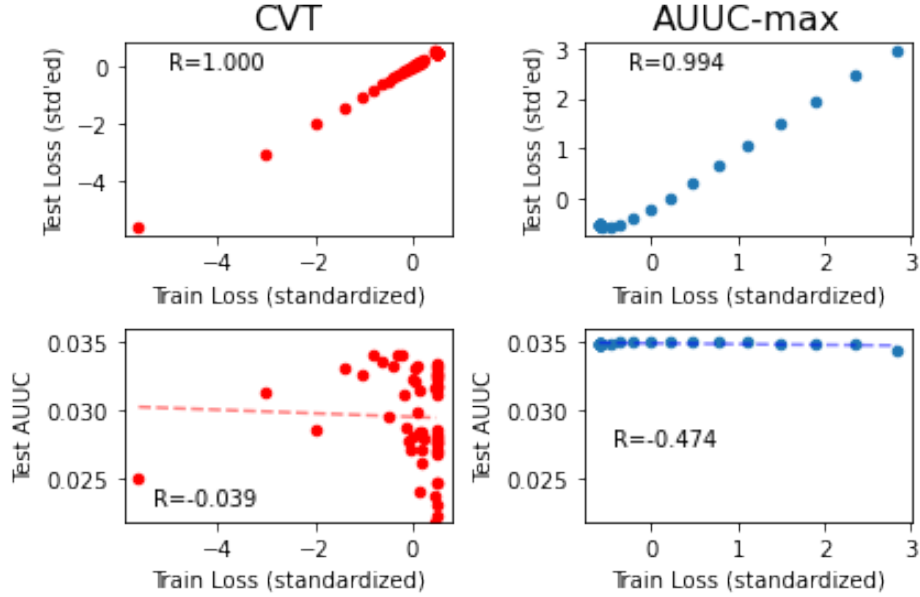 CVT
AUUC-max
R=1.000
R=0.994
Test Loss (std'ed)
0
−2
−4
−4
−2
0
Train Loss (standardized)
Test Loss (std'ed)
3
2
1
0
0
1
2
3
Train Loss (standardized)
Test AUUC
0.035
0.030
0.025
R=-0.039
−4
−2
0
Train Loss (standardized)
Test AUUC
0.035
0.030
0.025
R=-0.474
0
1
2
3
Train Loss (standardized)